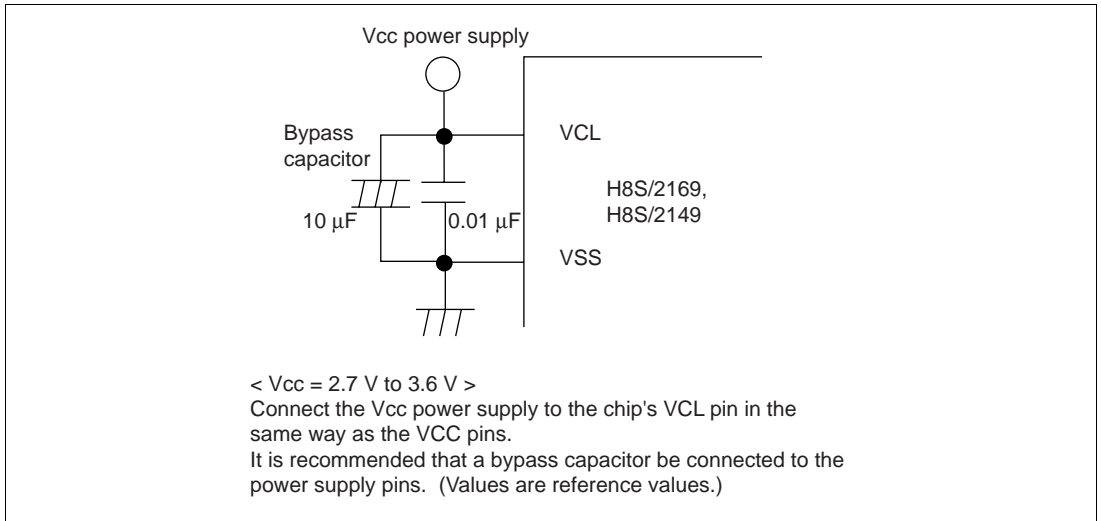 Vcc power supply
Bypass
capacitor
VCL
H8S/2169,
H8S/2149
10 μF
0.01 μF
VSS
< Vcc = 2.7 V to 3.6 V >
Connect the Vcc power supply to the chip's VCL pin in the
same way as the VCC pins.
It is recommended that a bypass capacitor be connected to the
power supply pins.  (Values are reference values.)